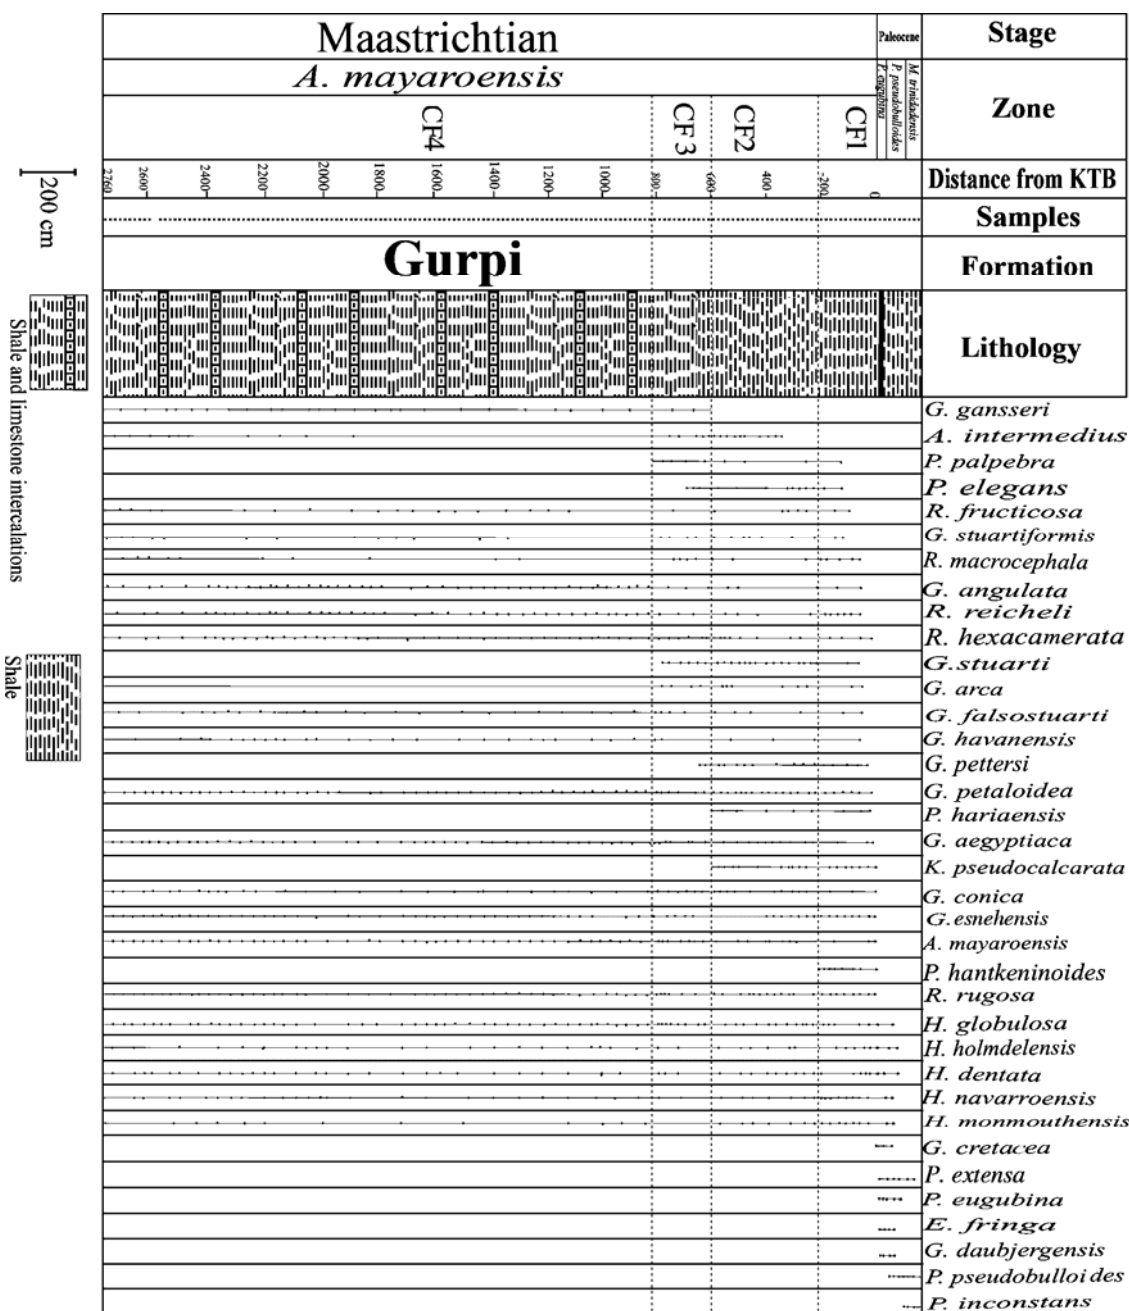 Maastrichtian
Paleocene
Stage
A. mayaroensis
CF4
CF3
CF2
CF1
P. eugubina
P. pseudobulloides
M. trinidadensis
Zone
2760
2600
2400
2200
2000
1800
1600
1400
1200
1000
800
600
400
200
0
Distance from KTB
Samples
Gurpi
Formation
Lithology
200 cm
Shale and limestone intercalations
Shale
G. gansseri
A. intermedius
P. palpebra
P. elegans
R. fructicosa
G. stuartiformis
R. macrocephala
G. angulata
R. reicheli
R. hexacamerata
G.stuarti
G. arca
G. falsostuarti
G. havanensis
G. pettersi
G. petaloidea
P. hariaensis
G. aegyptiaca
K. pseudocalcarata
G. conica
G.esnehensis
A. mayaroensis
P. hantkeninoides
R. rugosa
H. globulosa
H. holmdelensis
H. dentata
H. navarroensis
H. monmouthensis
G. cretacea
P. extensa
P. eugubina
E. fringa
G. daubjergensis
P. pseudobulloides
P. inconstans